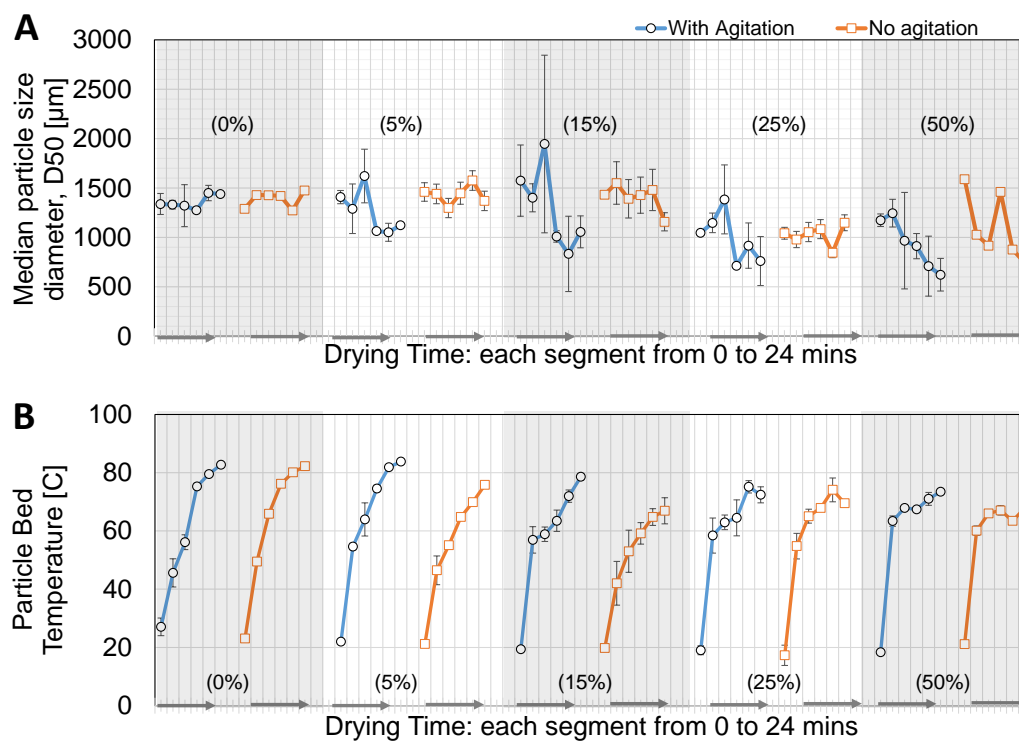 A
With Agitation
No agitation
3000
2500
2000
1500
1000
500
0
Median particle size
diameter, D50 [µm]
(0%)
(5%)
(15%)
(25%)
(50%)
Drying Time: each segment from 0 to 24 mins
B
100
80
60
40
20
0
Particle Bed
Temperature [C]
(0%)
(5%)
(15%)
(25%)
(50%)
Drying Time: each segment from 0 to 24 mins